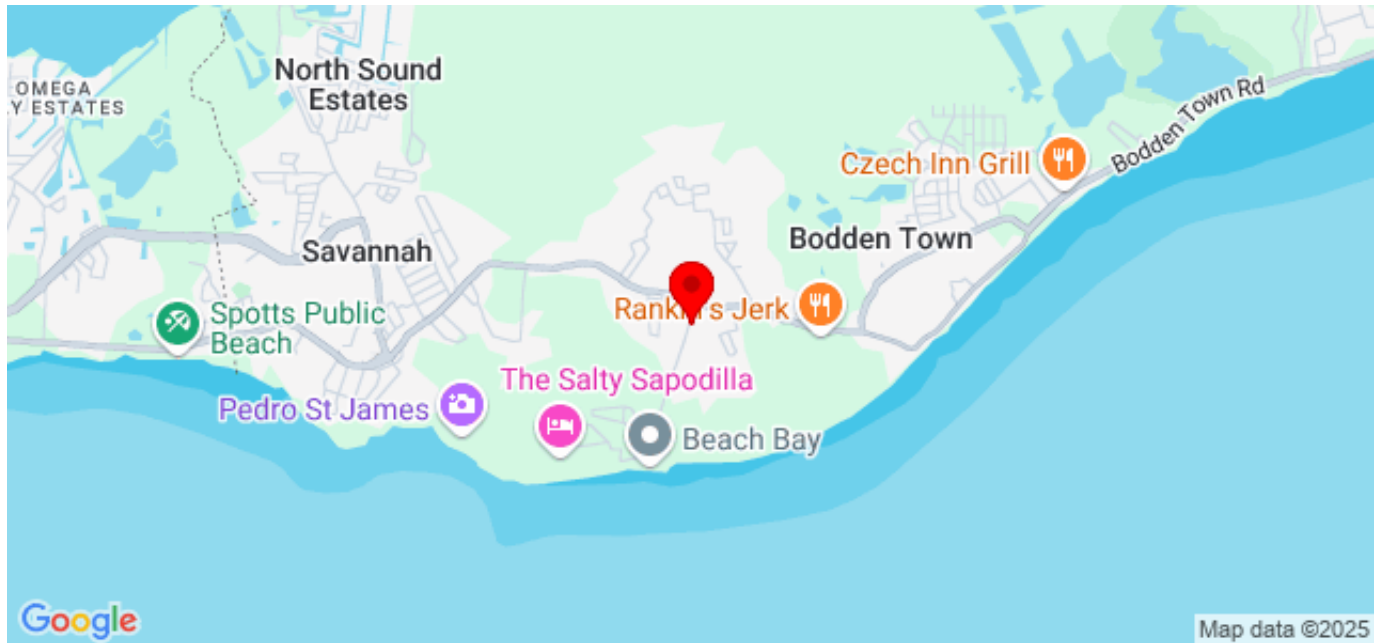 OMEGA
Y ESTATES
North Sound
Estates
Bodden Town Rd
Czech Inn Grill
Savannah
Bodden Town
Spotts Public
Beach
Rankin's Jerk
The Salty Sapodilla
Pedro St James
Beach Bay
Google
Map data ©2025